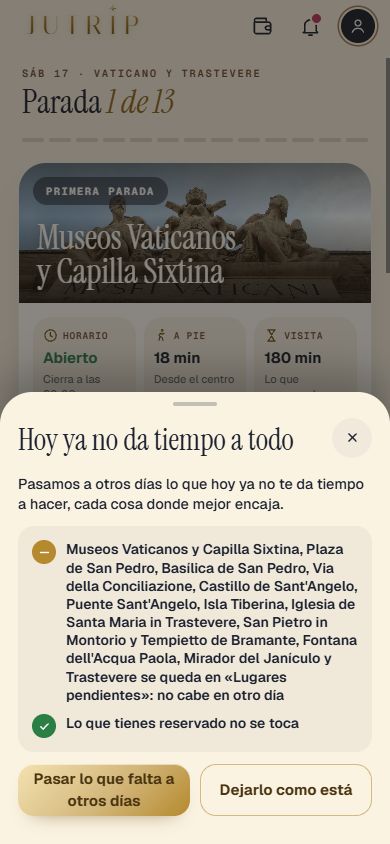 JUTRIP
SÁB 17 · VATICANO Y TRASTEVERE
Parada 1 de 13
PRIMERA PARADA
Museos Vaticanos
y Capilla Sixtina
HORARIO
Abierto
Cierra a las
A PIE
18 min
Desde el centro
VISITA
180 min
Lo que
Hoy ya no da tiempo a todo
Pasamos a otros días lo que hoy ya no te da tiempo
a hacer, cada cosa donde mejor encaja.
Museos Vaticanos y Capilla Sixtina, Plaza
de San Pedro, Basílica de San Pedro, Via
della Conciliazione, Castillo de Sant'Angelo,
Puente Sant'Angelo, Isla Tiberina, Iglesia de
Santa Maria in Trastevere, San Pietro in
Montorio y Tempietto de Bramante, Fontana
dell'Acqua Paola, Mirador del Janículo y
Trastevere se queda en «Lugares
pendientes»: no cabe en otro día
Lo que tienes reservado no se toca
Pasar lo que falta a
otros días
Dejarlo como está